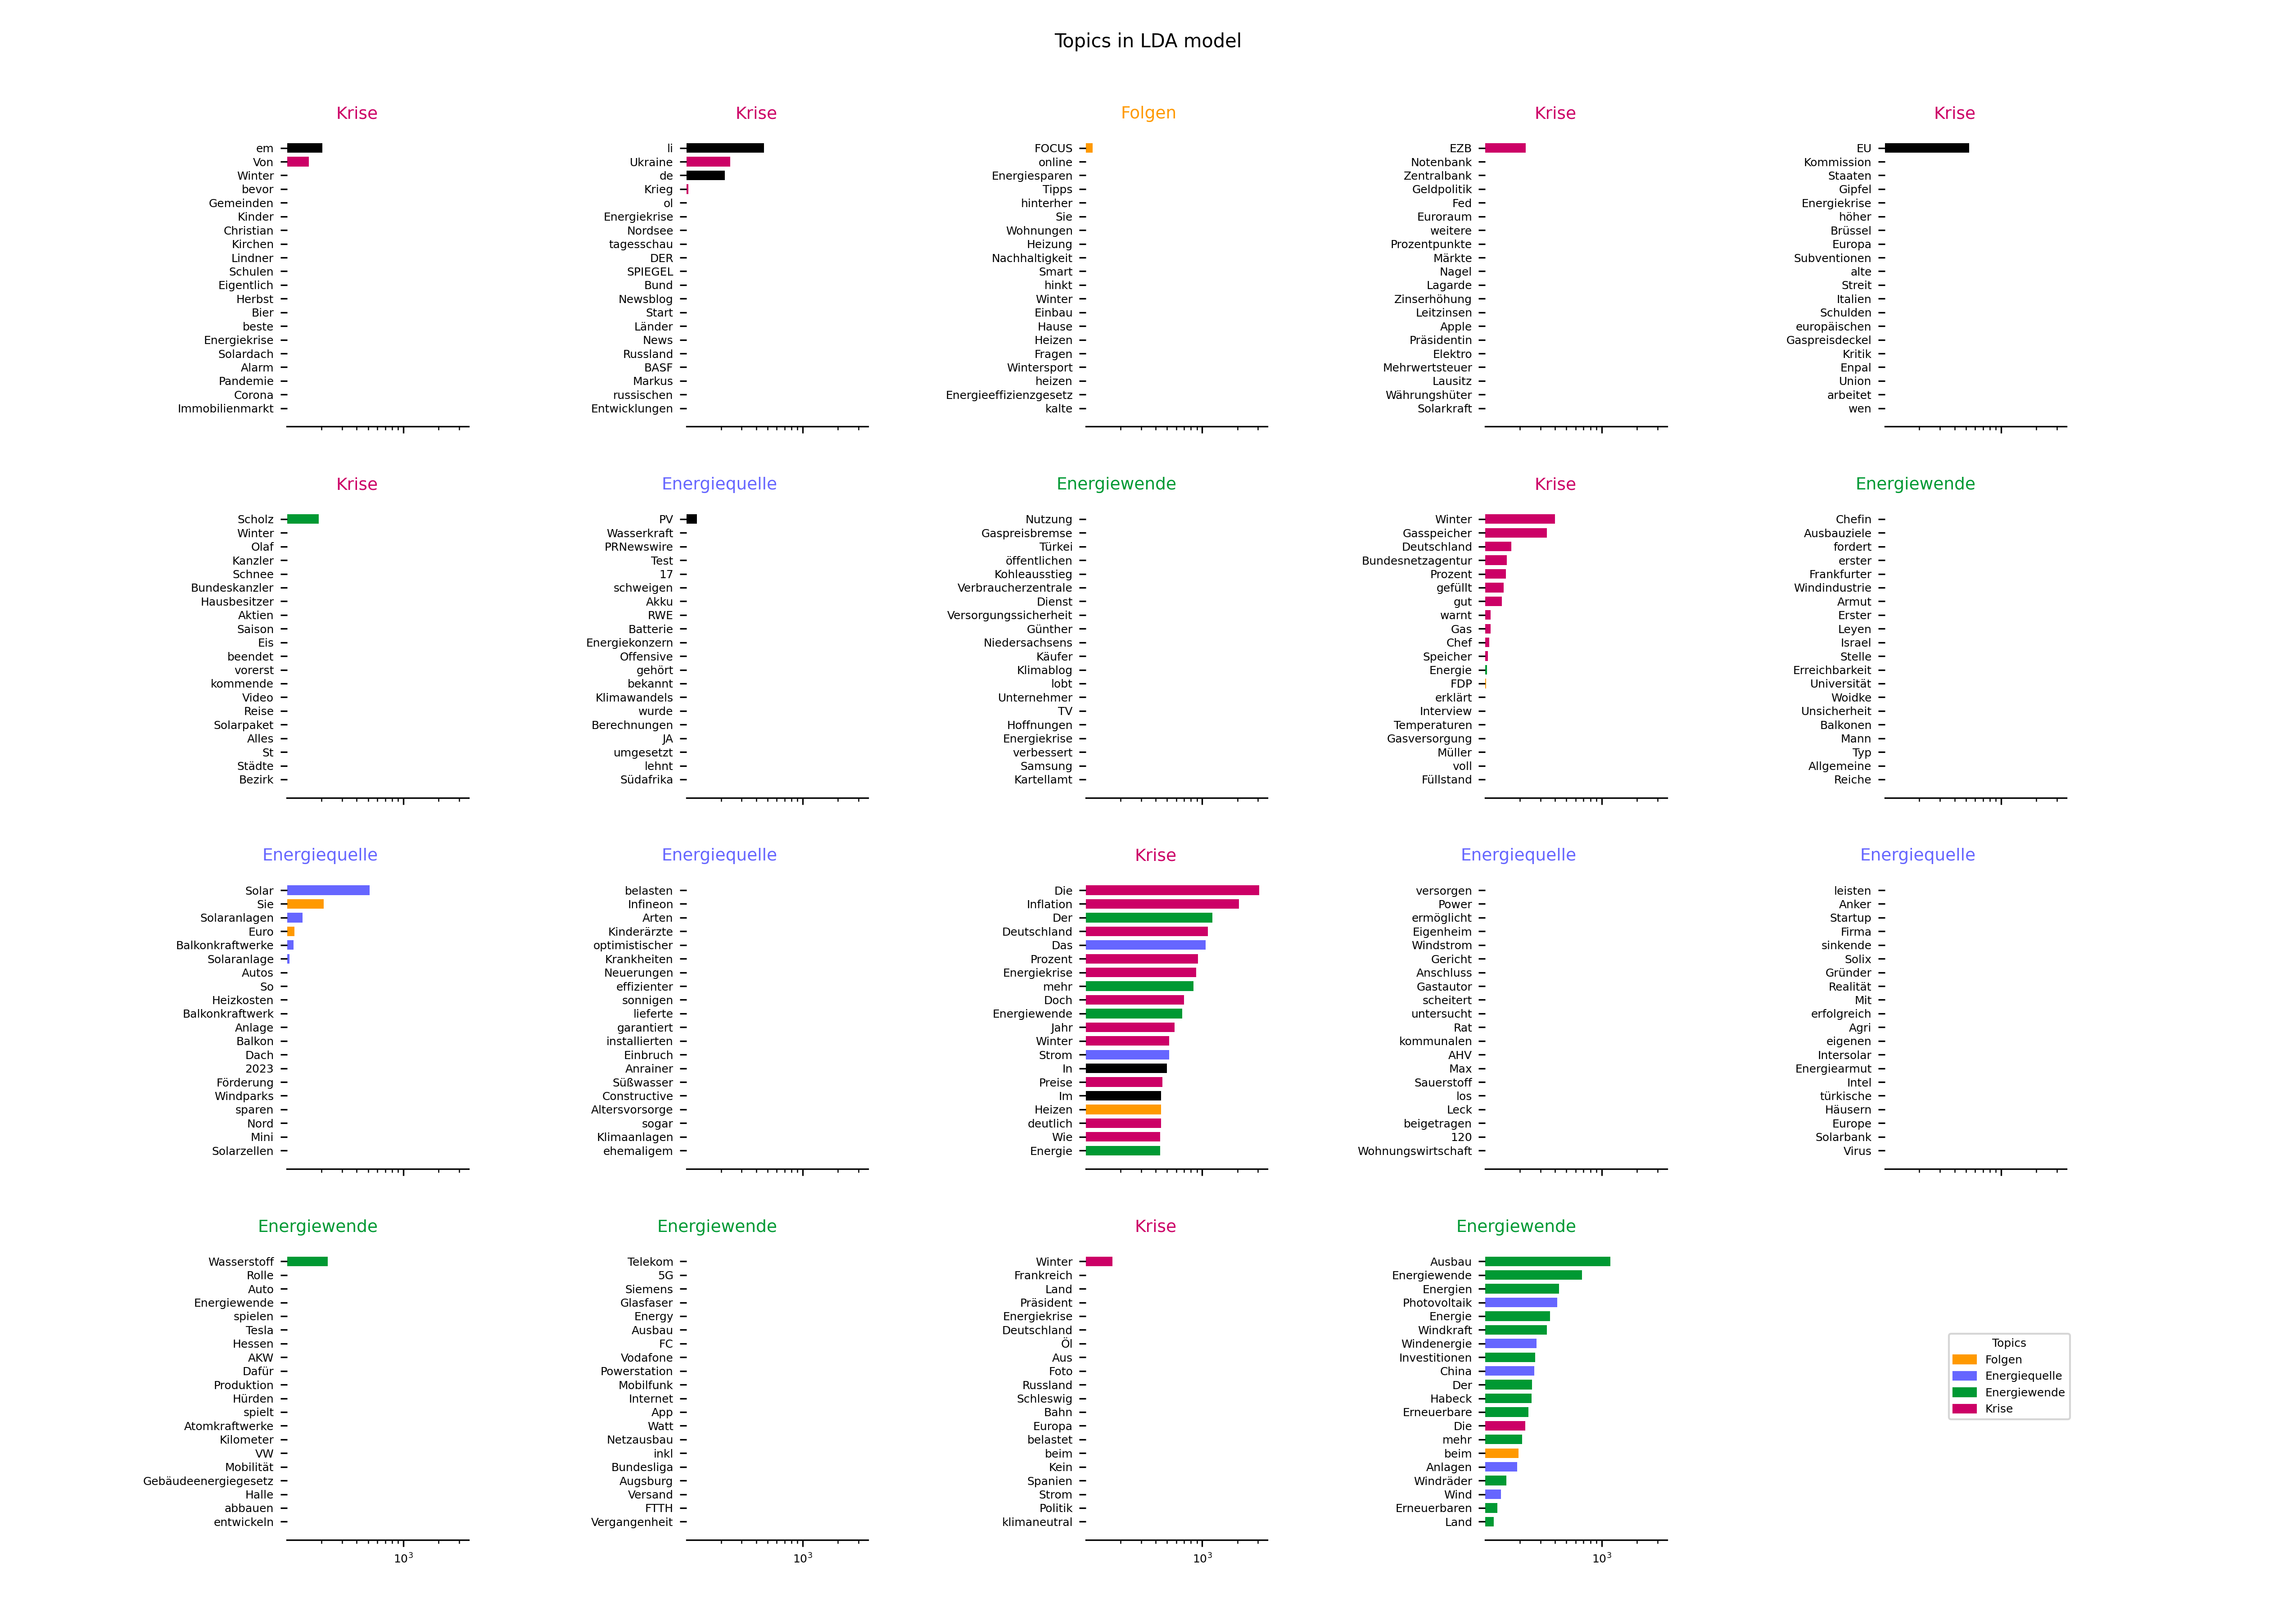 Topics in LDA model
Krise
em
Von
Winter
bevor
Gemeinden
Kinder
Christian
Kirchen
Lindner
Schulen
Eigentlich
Herbst
Bier
beste
Energiekrise
Solardach
Alarm
Pandemie
Corona
Immobilienmarkt
Krise
li
Ukraine
de
Krieg
ol
Energiekrise
Nordsee
tagesschau
DER
SPIEGEL
Bund
Newsblog
Start
Länder
News
Russland
BASF
Markus
russischen
Entwicklungen
Folgen
FOCUS
online
Energiesparen
Tipps
hinterher
Sie
Wohnungen
Heizung
Nachhaltigkeit
Smart
hinkt
Winter
Einbau
Hause
Heizen
Fragen
Wintersport
heizen
Energieeffizienzgesetz
kalte
Krise
EZB
Notenbank
Zentralbank
Geldpolitik
Fed
Euroraum
weitere
Prozentpunkte
Märkte
Nagel
Lagarde
Zinserhöhung
Leitzinsen
Apple
Präsidentin
Elektro
Mehrwertsteuer
Lausitz
Währungshüter
Solarkraft
Krise
EU
Kommission
Staaten
Gipfel
Energiekrise
höher
Brüssel
Europa
Subventionen
alte
Streit
Italien
Schulden
europäischen
Gaspreisdeckel
Kritik
Enpal
Union
arbeitet
wen
Krise
Scholz
Winter
Olaf
Kanzler
Schnee
Bundeskanzler
Hausbesitzer
Aktien
Saison
Eis
beendet
vorerst
kommende
Video
Reise
Solarpaket
Alles
St
Städte
Bezirk
Energiequelle
PV
Wasserkraft
PRNewswire
Test
17
schweigen
Akku
RWE
Batterie
Energiekonzern
Offensive
gehört
bekannt
Klimawandels
wurde
Berechnungen
JA
umgesetzt
lehnt
Südafrika
Energiewende
Nutzung
Gaspreisbremse
Türkei
öffentlichen
Kohleausstieg
Verbraucherzentrale
Dienst
Versorgungssicherheit
Günther
Niedersachsens
Käufer
Klimablog
lobt
Unternehmer
TV
Hoffnungen
Energiekrise
verbessert
Samsung
Kartellamt
Krise
Winter
Gasspeicher
Deutschland
Bundesnetzagentur
Prozent
gefüllt
gut
warnt
Gas
Chef
Speicher
Energie
FDP
erklärt
Interview
Temperaturen
Gasversorgung
Müller
voll
Füllstand
Energiewende
Chefin
Ausbauziele
fordert
erster
Frankfurter
Windindustrie
Armut
Erster
Leyen
Israel
Stelle
Erreichbarkeit
Universität
Woidke
Unsicherheit
Balkonen
Mann
Typ
Allgemeine
Reiche
Energiequelle
Solar
Sie
Solaranlagen
Euro
Balkonkraftwerke
Solaranlage
Autos
So
Heizkosten
Balkonkraftwerk
Anlage
Balkon
Dach
2023
Förderung
Windparks
sparen
Nord
Mini
Solarzellen
Energiequelle
belasten
Infineon
Arten
Kinderärzte
optimistischer
Krankheiten
Neuerungen
effizienter
sonnigen
lieferte
garantiert
installierten
Einbruch
Anrainer
Süßwasser
Constructive
Altersvorsorge
sogar
Klimaanlagen
ehemaligem
Krise
Die
Inflation
Der
Deutschland
Das
Prozent
Energiekrise
mehr
Doch
Energiewende
Jahr
Winter
Strom
In
Preise
Im
Heizen
deutlich
Wie
Energie
Energiequelle
versorgen
Power
ermöglicht
Eigenheim
Windstrom
Gericht
Anschluss
Gastautor
scheitert
untersucht
Rat
kommunalen
AHV
Max
Sauerstoff
los
Leck
beigetragen
120
Wohnungswirtschaft
Energiequelle
leisten
Anker
Startup
Firma
sinkende
Solix
Gründer
Realität
Mit
erfolgreich
Agri
eigenen
Intersolar
Energiearmut
Intel
türkische
Häusern
Europe
Solarbank
Virus
Energiewende
Wasserstoff
Rolle
Auto
Energiewende
spielen
Tesla
Hessen
AKW
Dafür
Produktion
Hürden
spielt
Atomkraftwerke
Kilometer
VW
Mobilität
Gebäudeenergiegesetz
Halle
abbauen
entwickeln
10³
Energiewende
Telekom
5G
Siemens
Glasfaser
Energy
Ausbau
FC
Vodafone
Powerstation
Mobilfunk
Internet
App
Watt
Netzausbau
inkl
Bundesliga
Augsburg
Versand
FTTH
Vergangenheit
10³
Krise
Winter
Frankreich
Land
Präsident
Energiekrise
Deutschland
Öl
Aus
Foto
Russland
Schleswig
Bahn
Europa
belastet
beim
Kein
Spanien
Strom
Politik
klimaneutral
10³
Energiewende
Ausbau
Energiewende
Energien
Photovoltaik
Energie
Windkraft
Windenergie
Investitionen
China
Der
Habeck
Erneuerbare
Die
mehr
beim
Anlagen
Windräder
Wind
Erneuerbaren
Land
10³
Topics
Folgen
Energiequelle
Energiewende
Krise